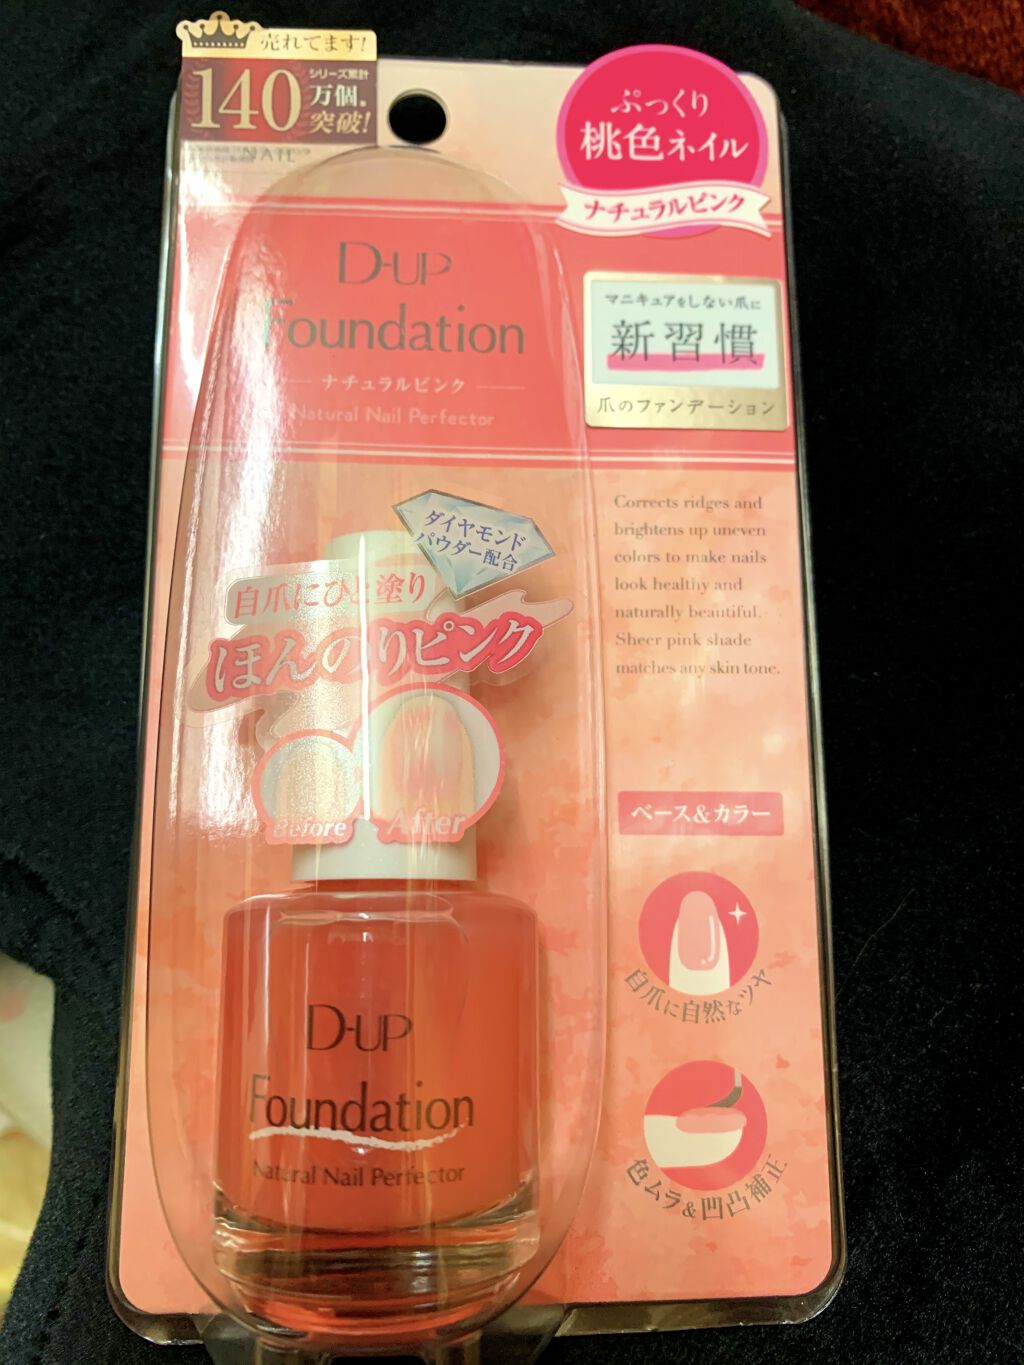 売れてます!
140
シリーズ累計
万個※
突破!
NAIL
ぷっくり
桃色ネイル
ナチュラルピンク
D-UP
Foundation
ナチュラルピンク
Natural Nail Perfector
マニキュアをしない爪に
新習慣
爪のファンデーション
Corrects ridges and
brightens up uneven
colors to make nails
look healthy and
naturally beautiful.
Sheer pink shade
matches any skin tone.
ダイヤモンド
パウダー配合
自爪にひと塗り
ほんのりピンク
Before
After
ベース&カラー
自爪に自然なツヤ
色ムラ&凹凸補正
D-UP
Foundation
Natural Nail Perfector